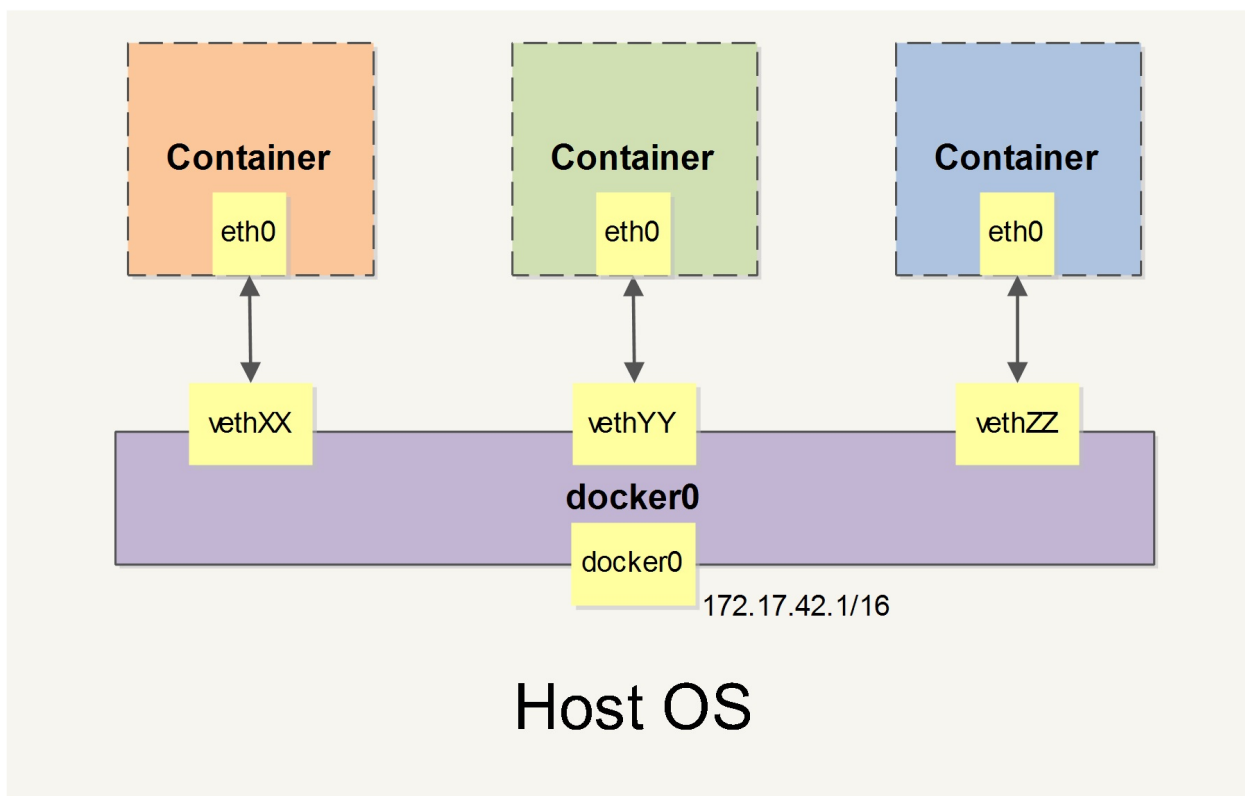 Container
Container
Container
eth0
eth0
eth0
vethXX
vethYY
vethZZ
docker0
docker0
172.17.42.1/16
Host OS